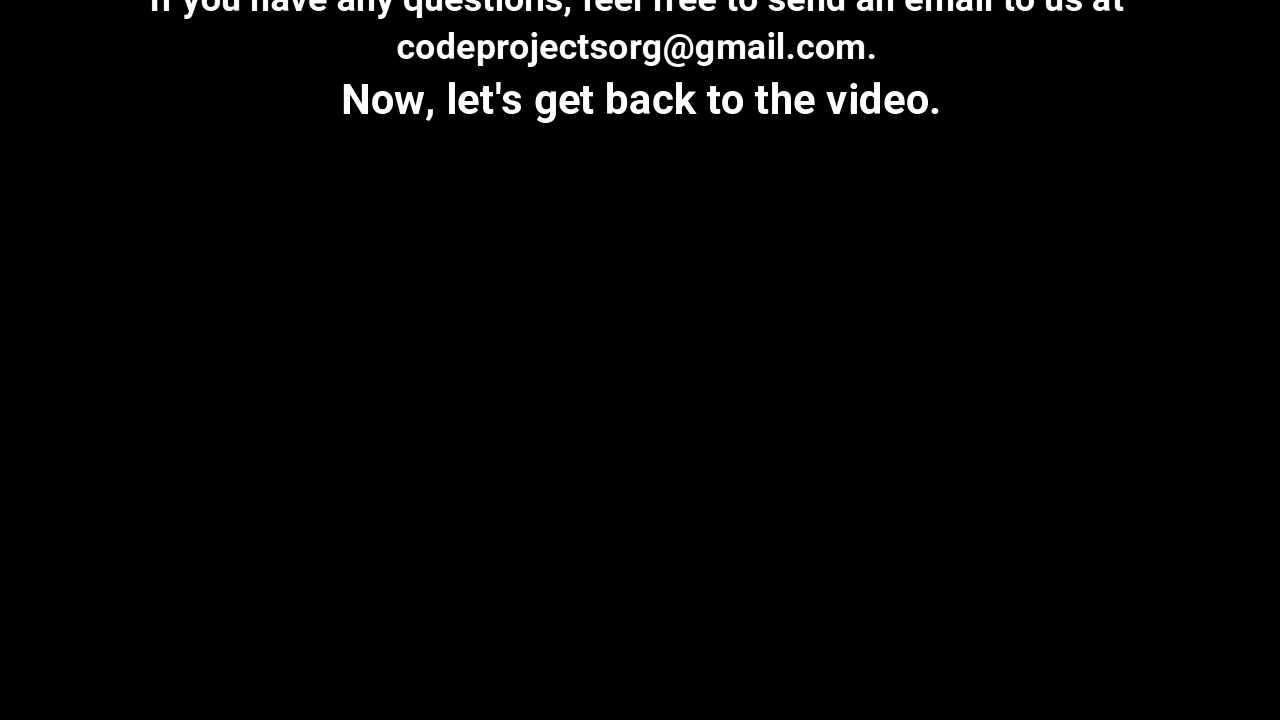 If you have any questions, feel free to send an email to us at
codeprojectsorg@gmail.com.
Now, let's get back to the video.